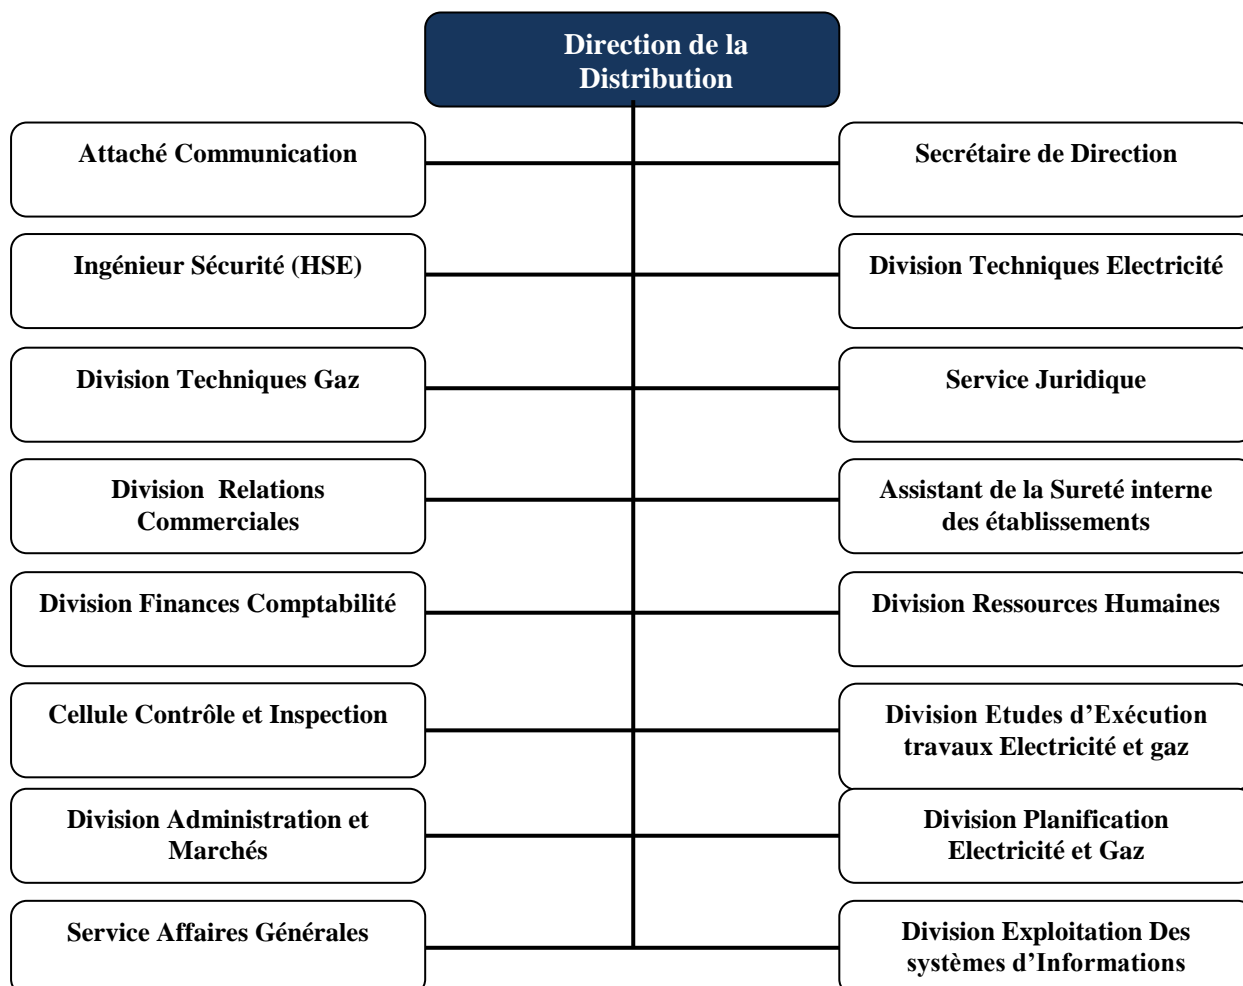 Direction de la
Distribution
Attaché Communication
Secrétaire de Direction
Ingénieur Sécurité (HSE)
Division Techniques Electricité
Division Techniques Gaz
Service Juridique
Division Relations
Commerciales
Assistant de la Sureté interne
des établissements
Division Finances Comptabilité
Division Ressources Humaines
Cellule Contrôle et Inspection
Division Etudes d’Exécution
travaux Electricité et gaz
Division Administration et
Marchés
Division Planification
Electricité et Gaz
Service Affaires Générales
Division Exploitation Des
systèmes d’Informations